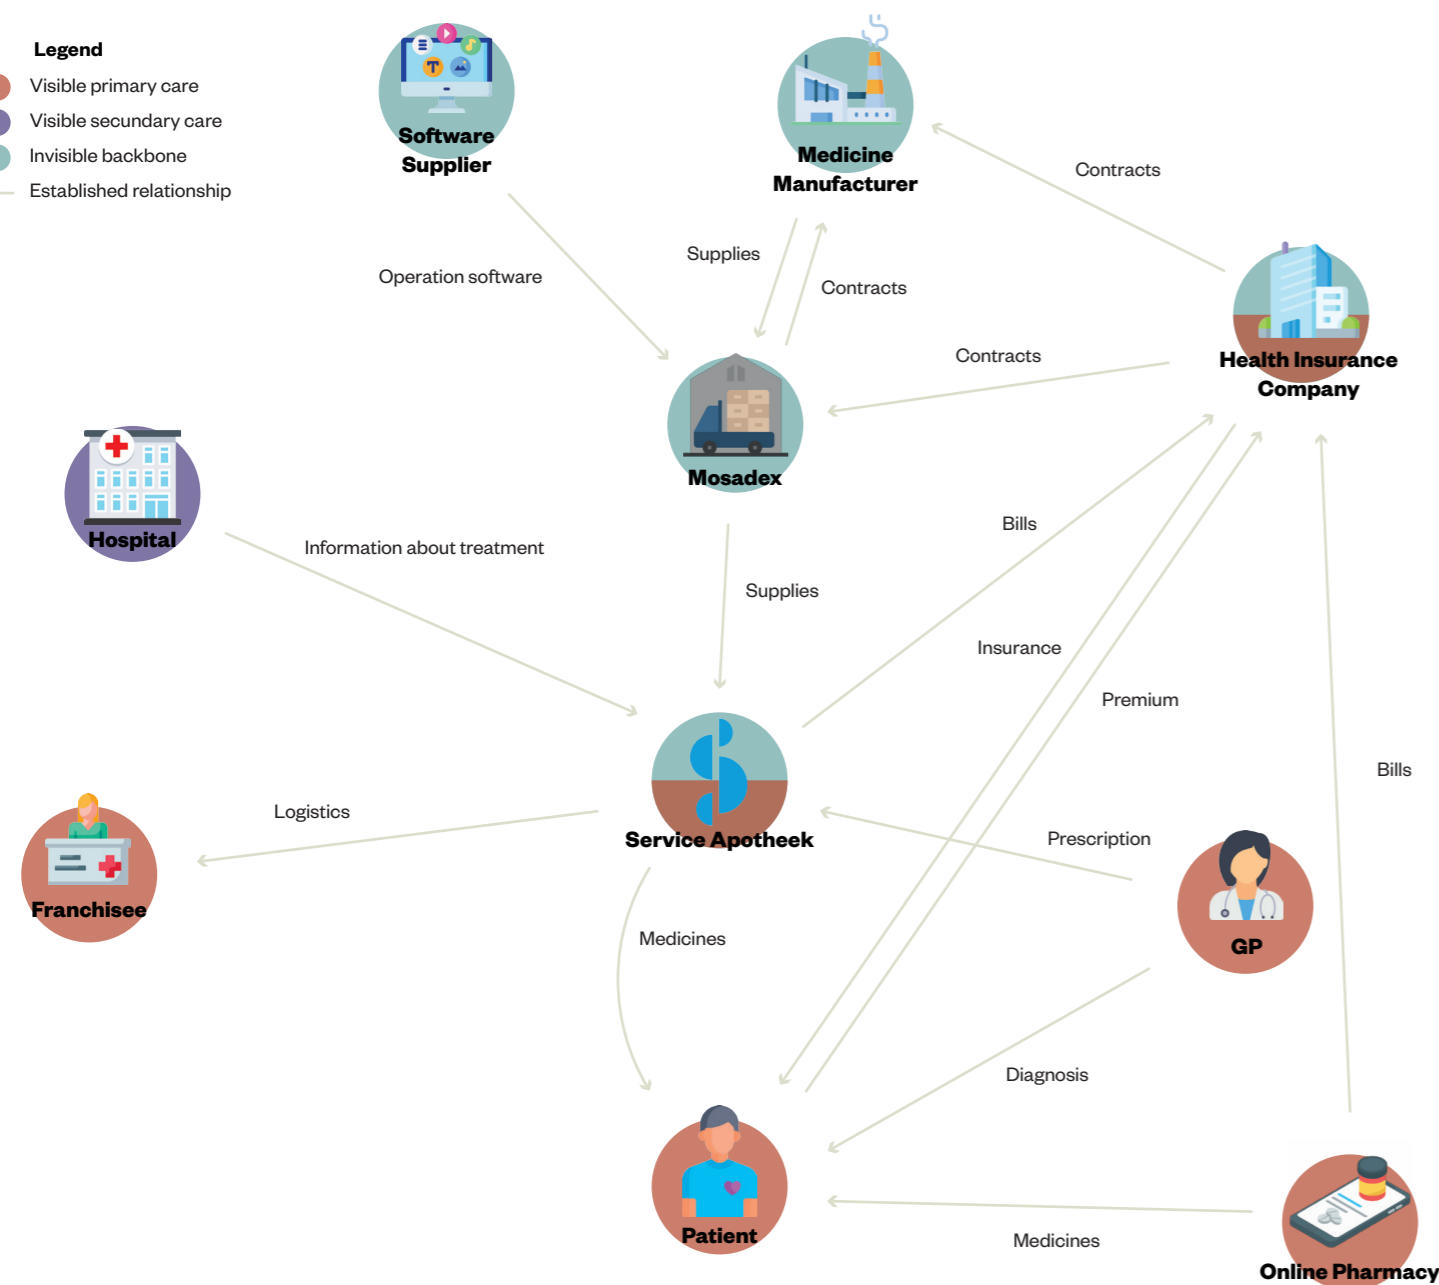 Legend
Visible primary care
Visible secundary care
Invisible backbone
Established relationship
Software
Supplier
Medicine
Manufacturer
Contracts
Supplies
Operation software
Contracts
Contracts
Health Insurance
Company
Mosadex
Hospital
Information about treatment
Bills
Supplies
Insurance
Premium
Bills
Logistics
Service Apotheek
Prescription
Franchisee
Medicines
GP
Diagnosis
Patient
Medicines
Online Pharmacy